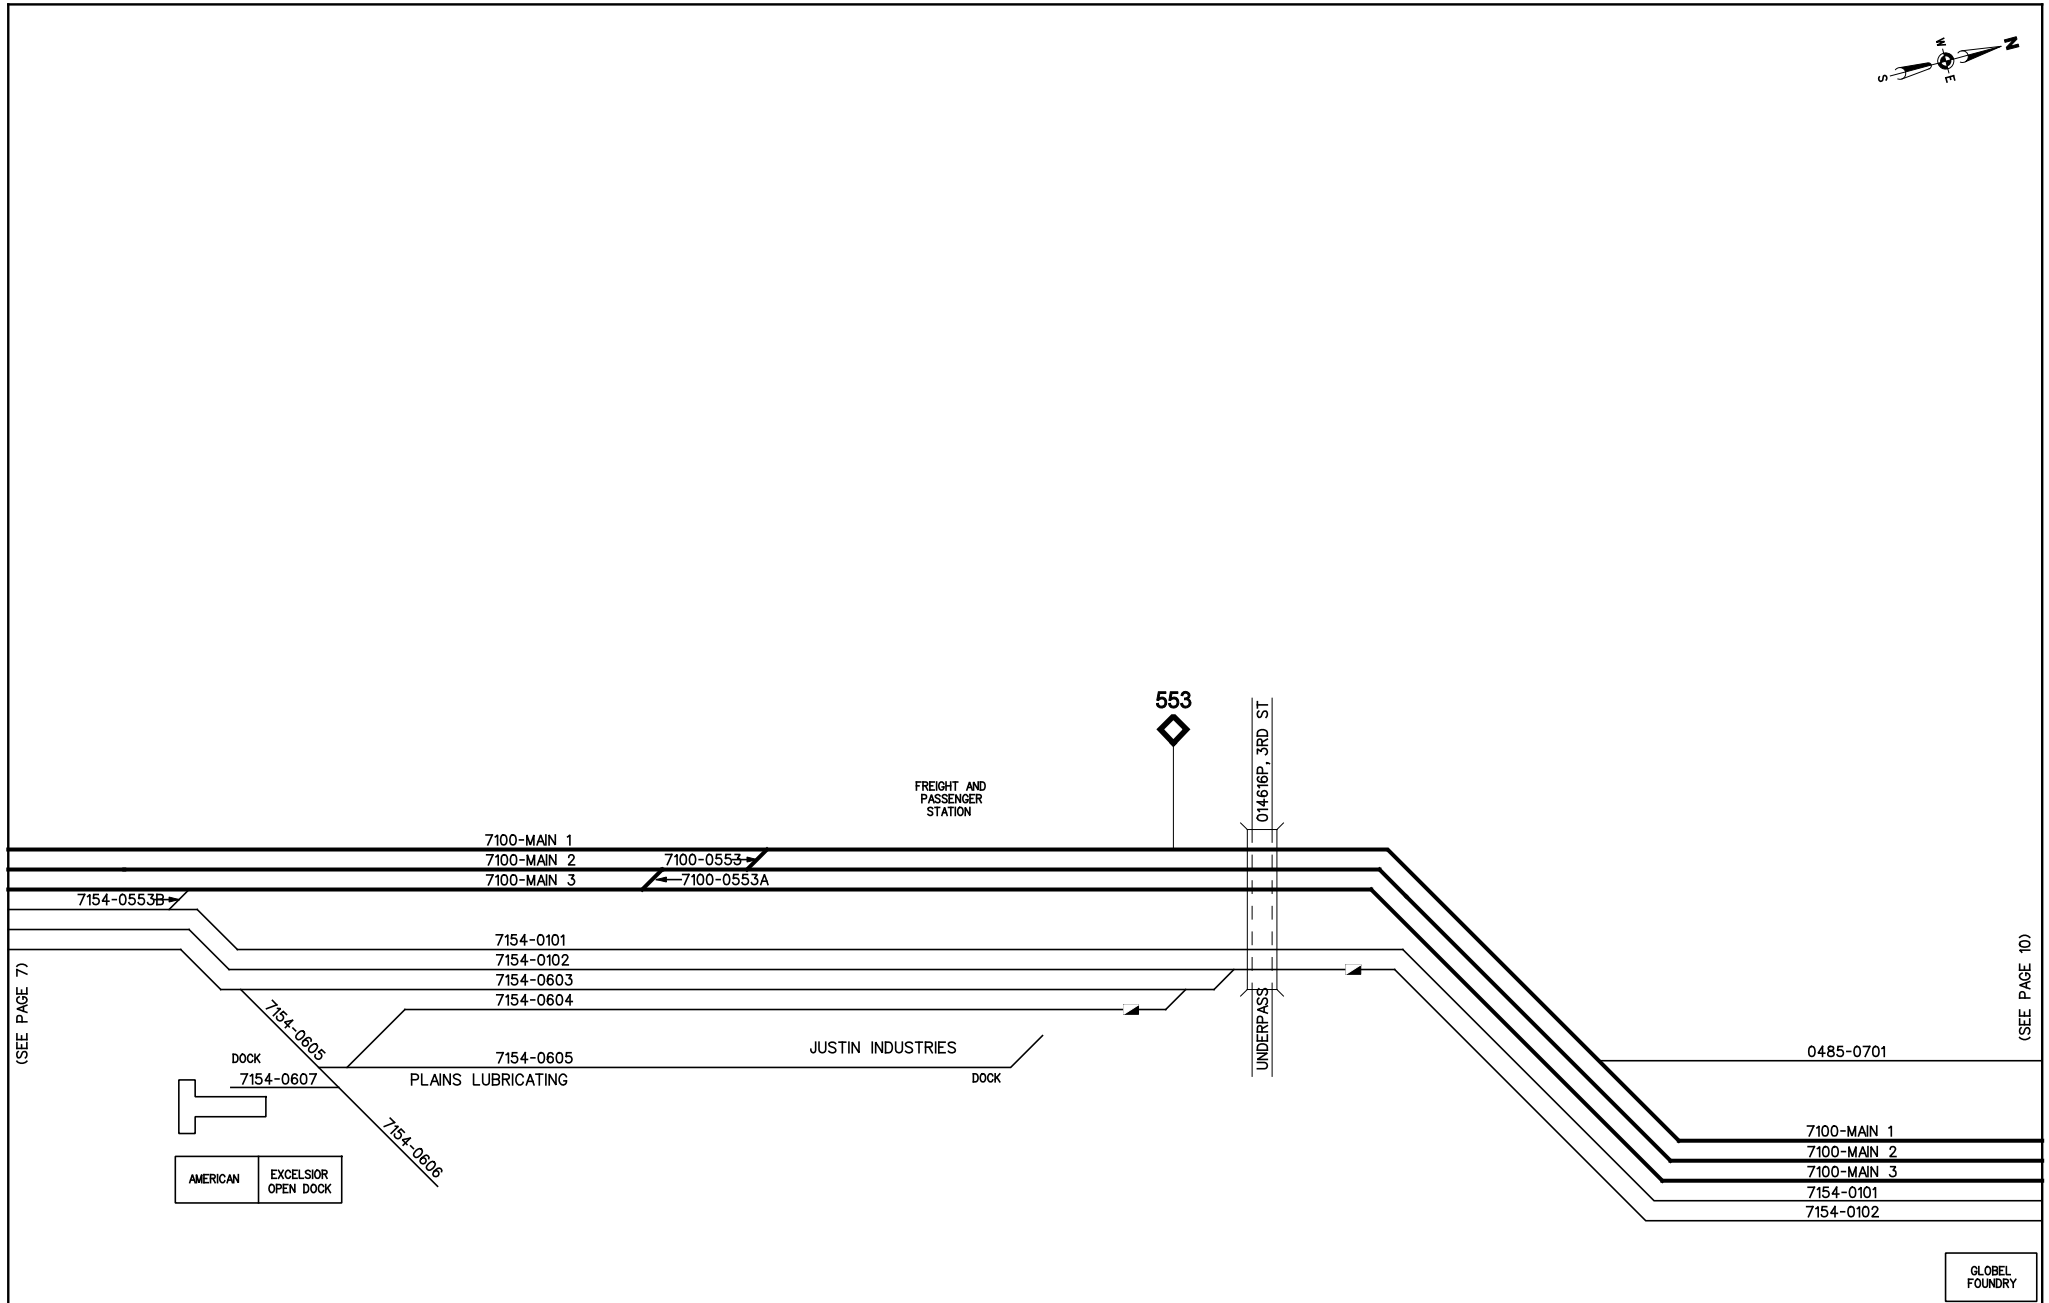 N
W
E
S
553
014616P, 3RD ST
FREIGHT AND
PASSENGER
STATION
7100-MAIN 1
7100-MAIN 2
7100-0553
7100-MAIN 3
7100-0553A
7154-0553B
7154-0101
7154-0102
7154-0603
7154-0604
(SEE PAGE 7)
(SEE PAGE 10)
7154-0605
UNDERPASS
JUSTIN INDUSTRIES
DOCK
7154-0605
0485-0701
7154-0607
PLAINS LUBRICATING
DOCK
7154-0606
7100-MAIN 1
7100-MAIN 2
7100-MAIN 3
7154-0101
7154-0102
AMERICAN
EXCELSIOR
OPEN DOCK
GLOBEL
FOUNDRY